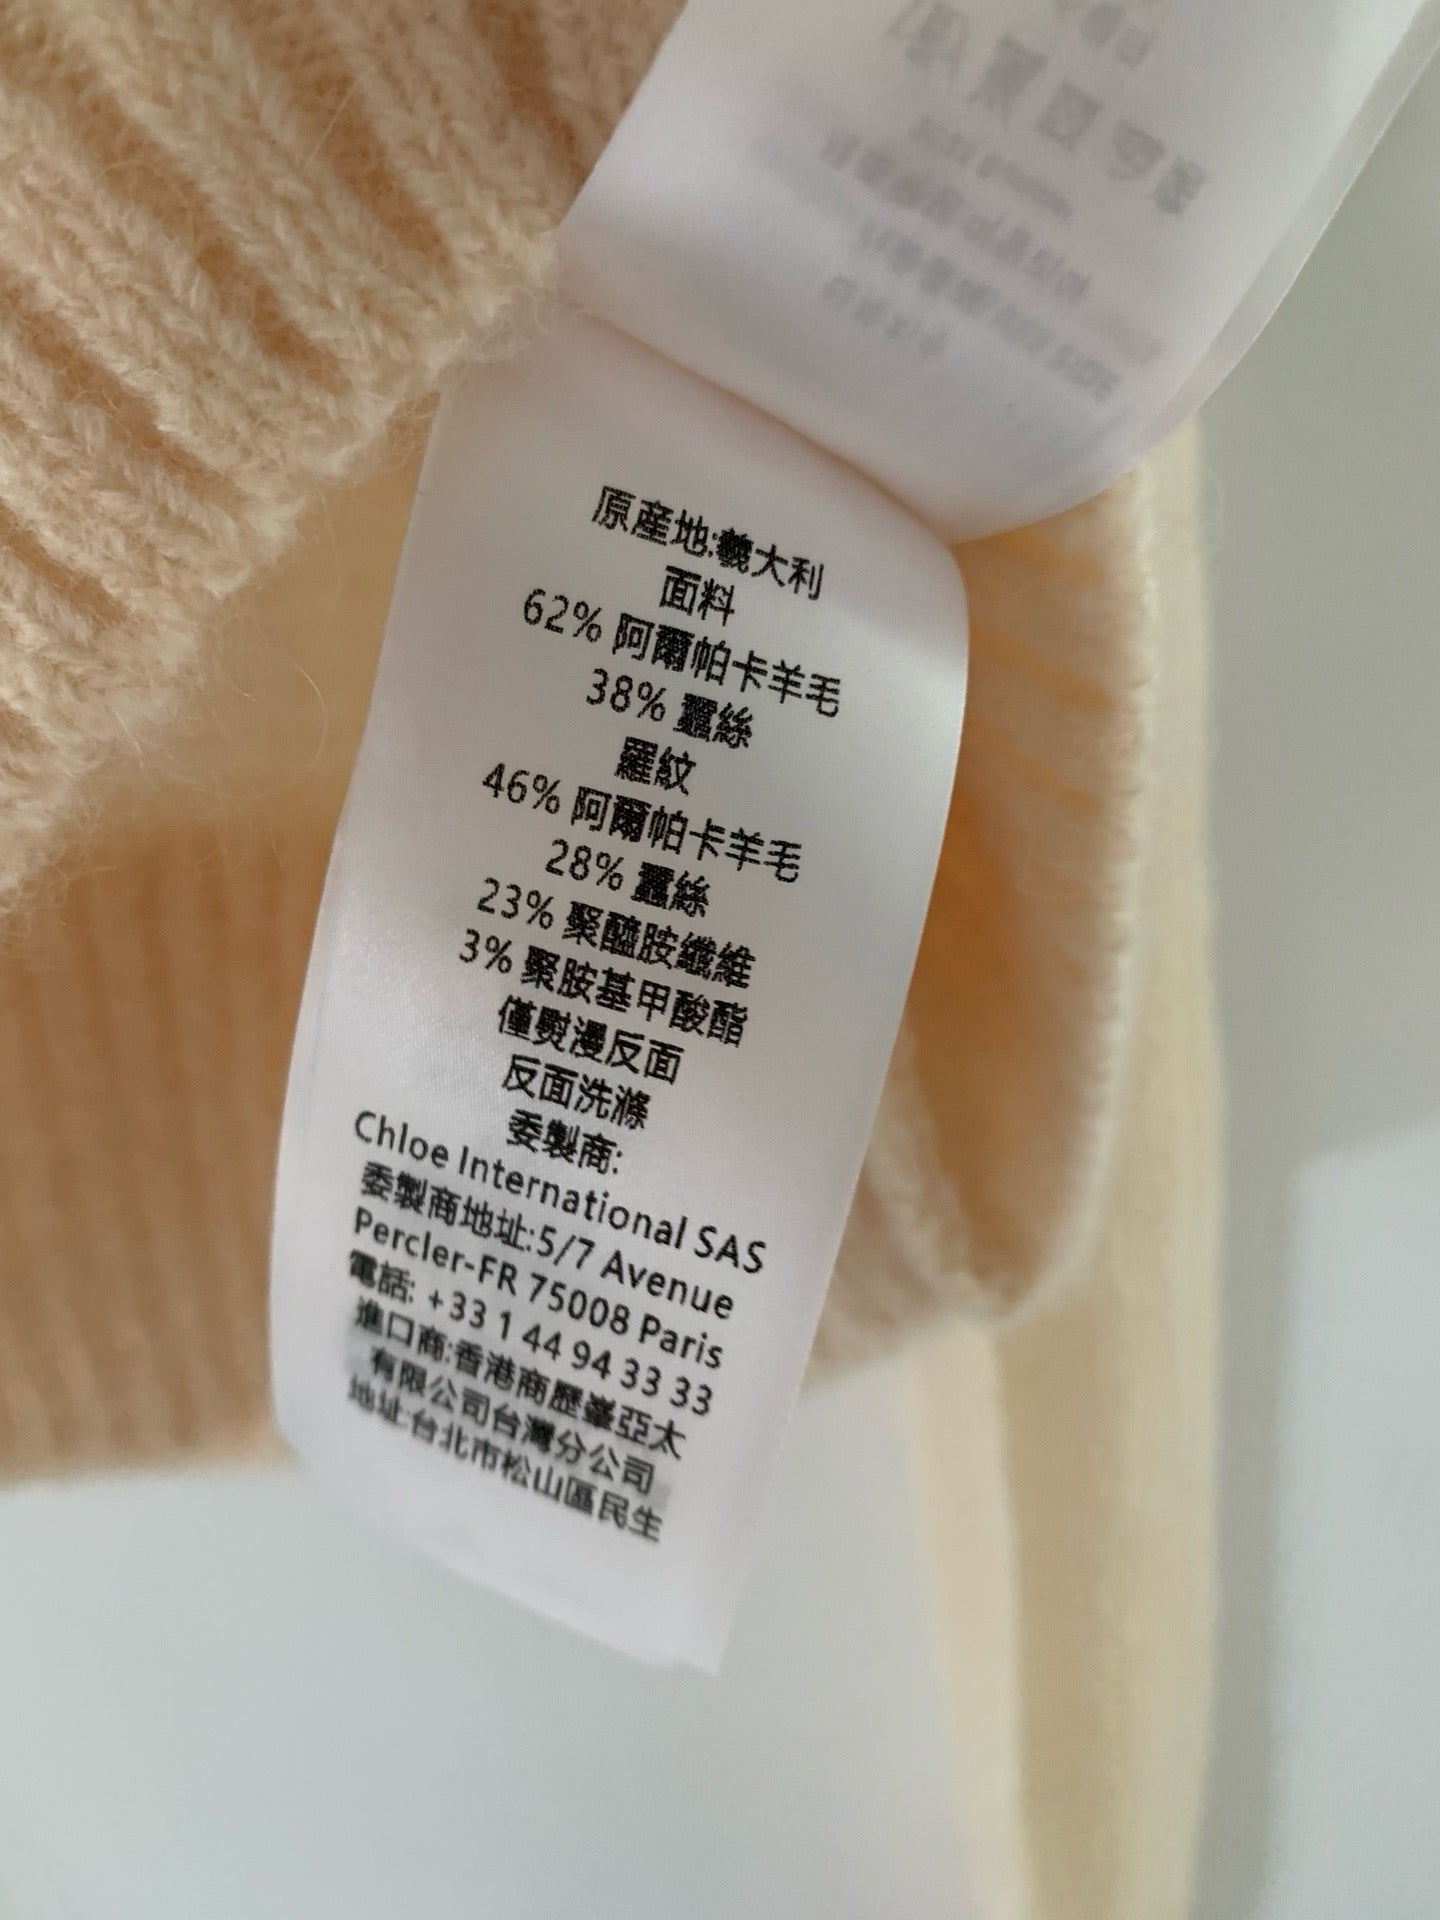 原產地:義大利
面料
62% 阿爾帕卡羊毛
38% 蠶絲
羅紋
46% 阿爾帕卡羊毛
28% 蠶絲
23% 聚醯胺纖維
3% 聚胺基甲酸酯
僅熨燙反面
反面洗滌
委製商:
Chloe International SAS
委製商地址:5/7 Avenue
Percler-FR 75008 Paris
電話: +33 1 44 94 33 33
進口商:香港商歷峯亞太
有限公司台灣分公司
地址:台北市松山區民生